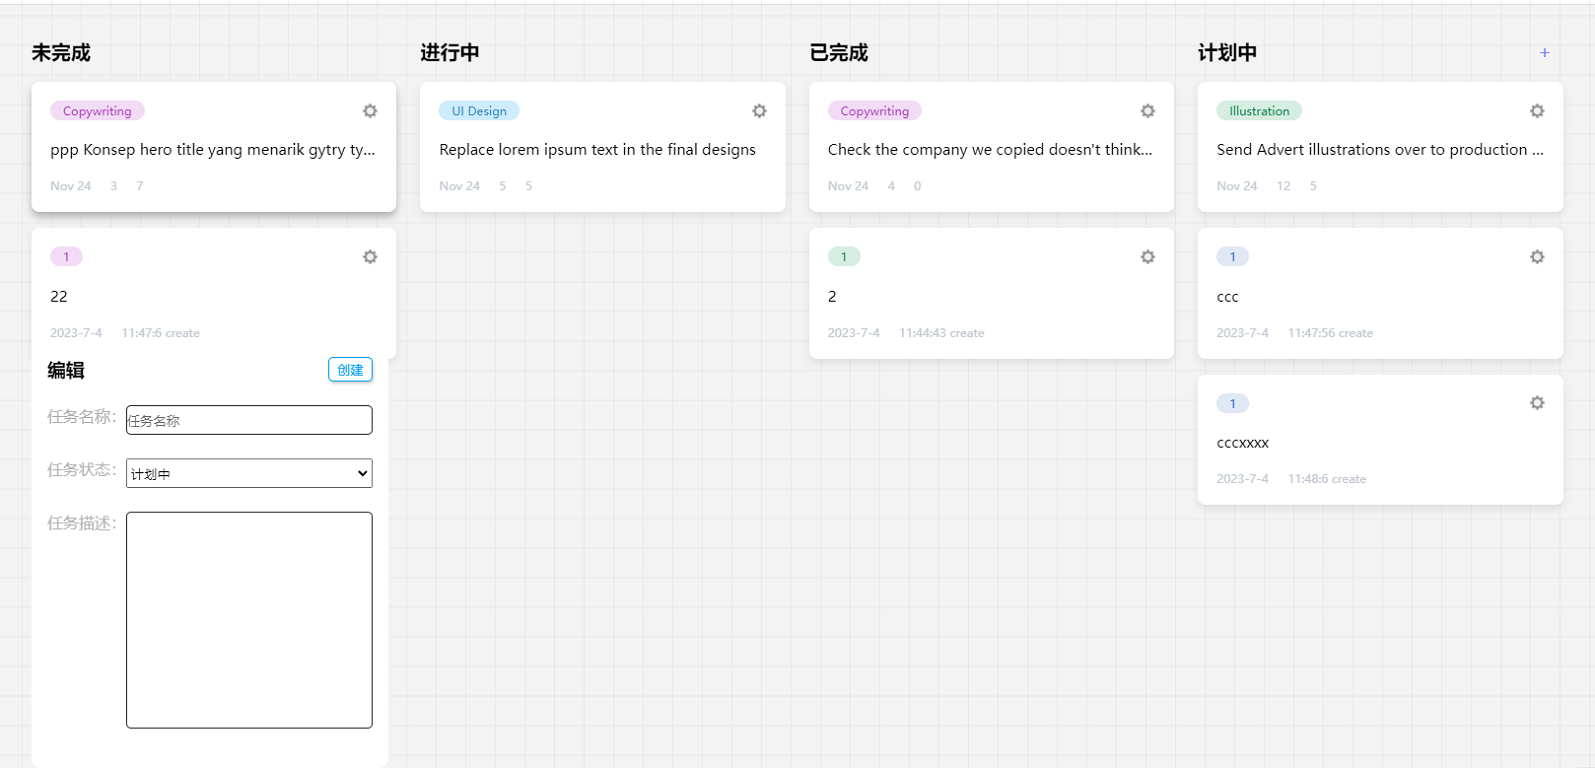 未完成
Copywriting
ppp Konsep hero title yang menarik gytry ty...
Nov 24 3 7
1
22
2023-7-4 11:47:6 create
编辑
创建
任务名称：
任务名称
任务状态：
计划中
任务描述：
进行中
UI Design
Replace lorem ipsum text in the final designs
Nov 24 5 5
已完成
Copywriting
Check the company we copied doesn't think...
Nov 24 4 0
1
2
2023-7-4 11:44:43 create
计划中
+
Illustration
Send Advert illustrations over to production ...
Nov 24 12 5
1
ccc
2023-7-4 11:47:56 create
1
cccxxxx
2023-7-4 11:48:6 create